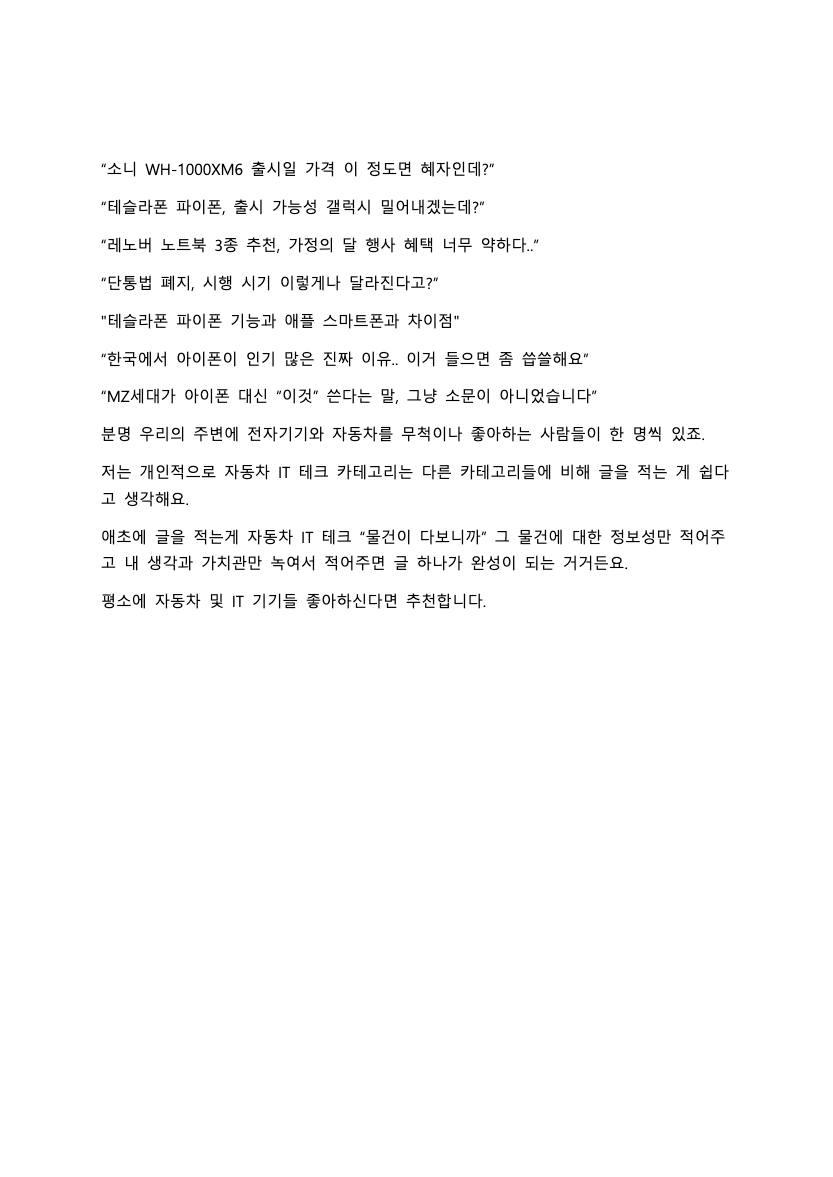 “소니 WH-1000XM6 출시일 가격 이 정도면 혜자인데?”
“테슬라폰 파이폰, 출시 가능성 갤럭시 밀어내겠는데?”
“레노버 노트북 3종 추천, 가정의 달 행사 혜택 너무 약하다..”
“단통법 폐지, 시행 시기 이렇게나 달라진다고?”
"테슬라폰 파이폰 기능과 애플 스마트폰과 차이점"
“한국에서 아이폰이 인기 많은 진짜 이유.. 이거 들으면 좀 씁쓸해요”
“MZ세대가 아이폰 대신 “이것” 쓴다는 말, 그냥 소문이 아니었습니다”
분명 우리의 주변에 전자기기와 자동차를 무척이나 좋아하는 사람들이 한 명씩 있죠.
저는 개인적으로 자동차 IT 테크 카테고리는 다른 카테고리들에 비해 글을 적는 게 쉽다
고 생각해요.
애초에 글을 적는게 자동차 IT 테크 “물건이 다보니까” 그 물건에 대한 정보성만 적어주
고 내 생각과 가치관만 녹여서 적어주면 글 하나가 완성이 되는 거거든요.
평소에 자동차 및 IT 기기들 좋아하신다면 추천합니다.